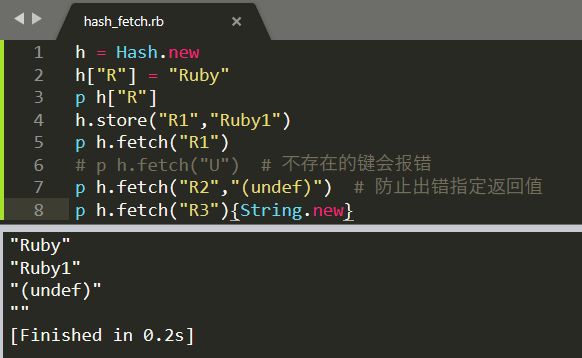 hash_fetch.rb
1 h = Hash.new
2 h["R"] = "Ruby"
3 p h["R"]
4 h.store("R1","Ruby1")
5 p h.fetch("R1")
6 # p h.fetch("U")  # 不存在的键会报错
7 p h.fetch("R2","(undef)")  # 防止出错指定返回值
8 p h.fetch("R3"){String.new}
"Ruby"
"Ruby1"
"(undef)"
""
[Finished in 0.2s]